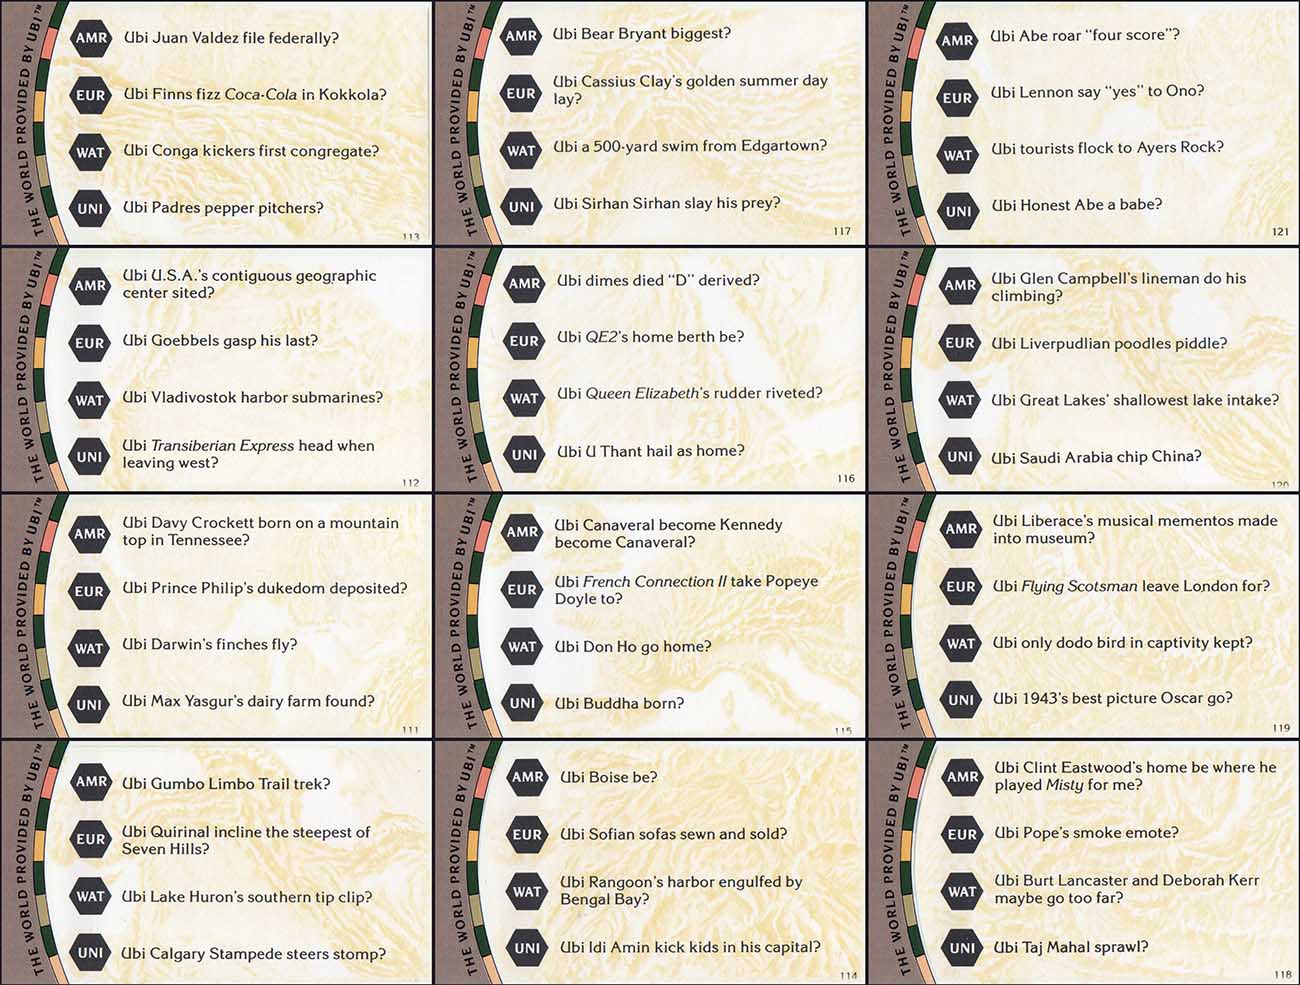 THE WORLD PROVIDED BY UBI™
AMR Ubi Juan Valdez file federally?
EUR Ubi Finns fizz Coca-Cola in Kokkola?
WAT Ubi Conga kickers first congregate?
UNI Ubi Padres pepper pitchers?
113
THE WORLD PROVIDED BY UBI™
AMR Ubi Bear Bryant biggest?
EUR Ubi Cassius Clay's golden summer day
lay?
WAT Ubi a 500-yard swim from Edgartown?
UNI Ubi Sirhan Sirhan slay his prey?
117
THE WORLD PROVIDED BY UBI™
AMR Ubi Abe roar "four score"?
EUR Ubi Lennon say "yes" to Ono?
WAT Ubi tourists flock to Ayers Rock?
UNI Ubi Honest Abe a babe?
121
THE WORLD PROVIDED BY UBI™
AMR Ubi U.S.A.'s contiguous geographic
center sited?
EUR Ubi Goebbels gasp his last?
WAT Ubi Vladivostok harbor submarines?
UNI Ubi Transiberian Express head when
leaving west?
112
THE WORLD PROVIDED BY UBI™
AMR Ubi dimes died "D" derived?
EUR Ubi QE2's home berth be?
WAT Ubi Queen Elizabeth's rudder riveted?
UNI Ubi U Thant hail as home?
116
THE WORLD PROVIDED BY UBI™
AMR Ubi Glen Campbell's lineman do his
climbing?
EUR Ubi Liverpudlian poodles piddle?
WAT Ubi Great Lakes' shallowest lake intake?
UNI Ubi Saudi Arabia chip China?
120
THE WORLD PROVIDED BY UBI™
AMR Ubi Davy Crockett born on a mountain
top in Tennessee?
EUR Ubi Prince Philip's dukedom deposited?
WAT Ubi Darwin's finches fly?
UNI Ubi Max Yasgur's dairy farm found?
111
THE WORLD PROVIDED BY UBI™
AMR Ubi Canaveral become Kennedy
become Canaveral?
EUR Ubi French Connection II take Popeye
Doyle to?
WAT Ubi Don Ho go home?
UNI Ubi Buddha born?
115
THE WORLD PROVIDED BY UBI™
AMR Ubi Liberace's musical mementos made
into museum?
EUR Ubi Flying Scotsman leave London for?
WAT Ubi only dodo bird in captivity kept?
UNI Ubi 1943's best picture Oscar go?
119
THE WORLD PROVIDED BY UBI™
AMR Ubi Gumbo Limbo Trail trek?
EUR Ubi Quirinal incline the steepest of
Seven Hills?
WAT Ubi Lake Huron's southern tip clip?
UNI Ubi Calgary Stampede steers stomp?
THE WORLD PROVIDED BY UBI™
AMR Ubi Boise be?
EUR Ubi Sofian sofas sewn and sold?
WAT Ubi Rangoon's harbor engulfed by
Bengal Bay?
UNI Ubi Idi Amin kick kids in his capital?
114
THE WORLD PROVIDED BY UBI™
AMR Ubi Clint Eastwood's home be where he
played Misty for me?
EUR Ubi Pope's smoke emote?
WAT Ubi Burt Lancaster and Deborah Kerr
maybe go too far?
UNI Ubi Taj Mahal sprawl?
118